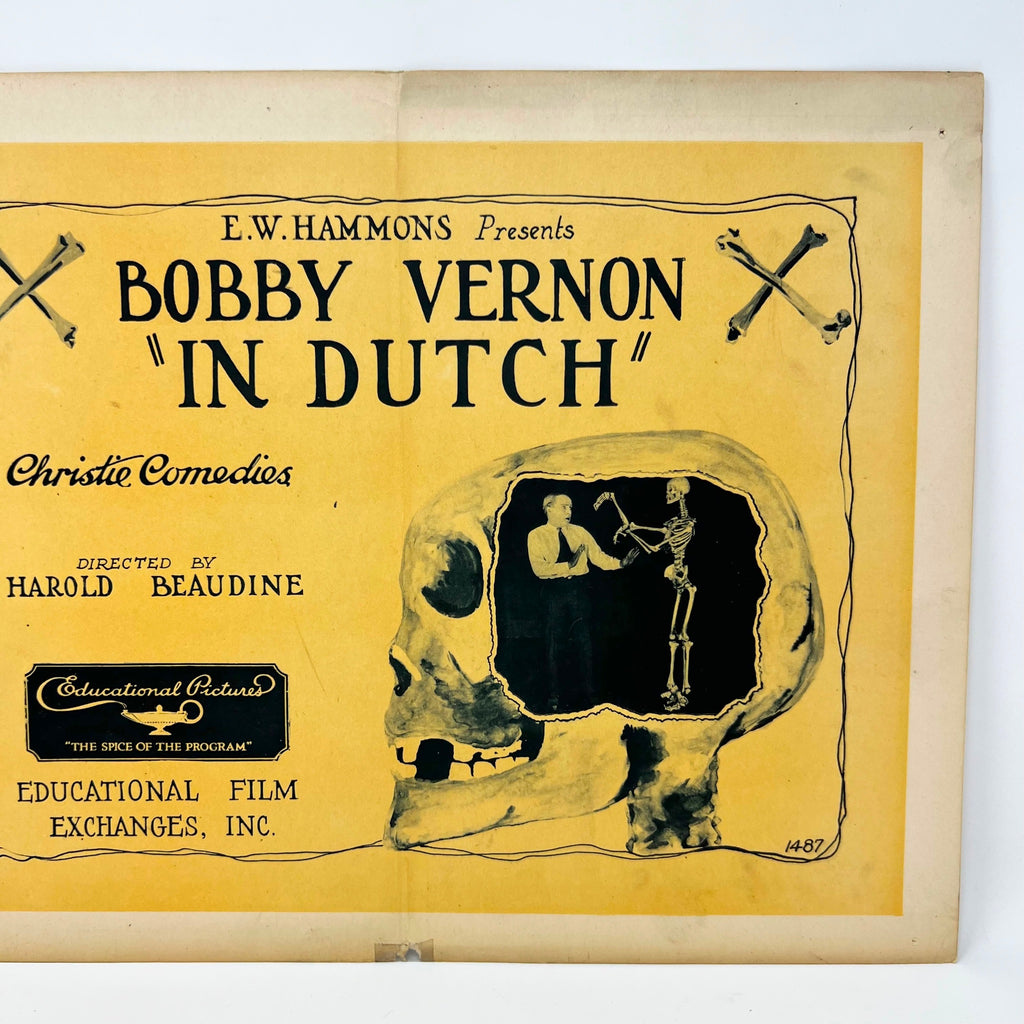 E.W. HAMMONS Presents
BOBBY VERNON
"IN DUTCH"
Christie Comedies
DIRECTED BY
HAROLD BEAUDINE
Educational Pictures
"THE SPICE OF THE PROGRAM"
EDUCATIONAL FILM
EXCHANGES, INC.
1487